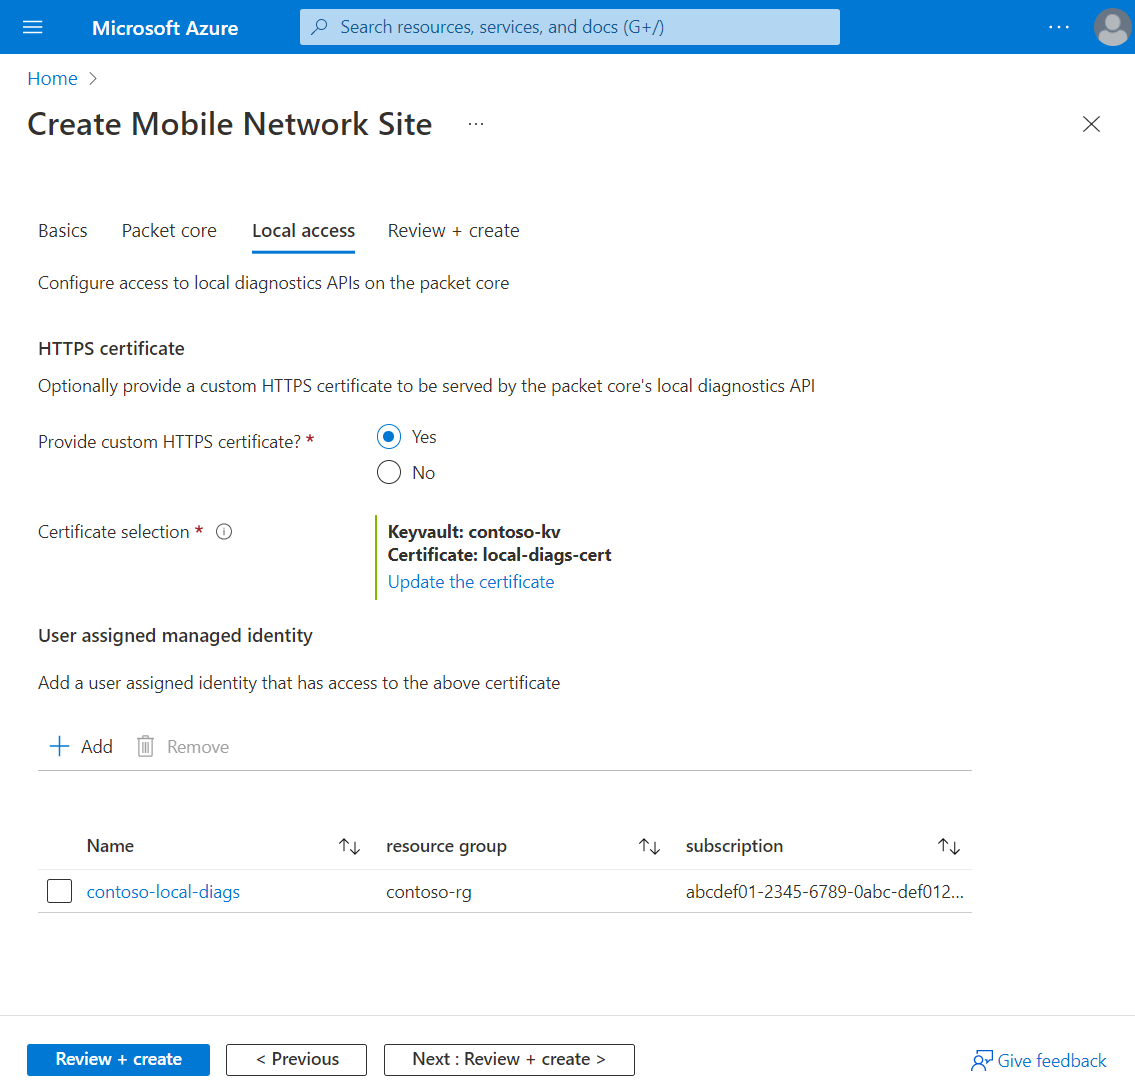 Microsoft Azure
Search resources, services, and docs (G+/)
Home
Create Mobile Network Site
Basics
Packet core
Local access
Review + create
Configure access to local diagnostics APIs on the packet core
HTTPS certificate
Optionally provide a custom HTTPS certificate to be served by the packet core's local diagnostics API
Provide custom HTTPS certificate? *
Yes
No
Certificate selection *
Keyvault: contoso-kv
Certificate: local-diags-cert
Update the certificate
User assigned managed identity
Add a user assigned identity that has access to the above certificate
Add
Remove
Name
resource group
subscription
contoso-local-diags
contoso-rg
abcdef01-2345-6789-0abc-def012...
Review + create
< Previous
Next : Review + create >
Give feedback